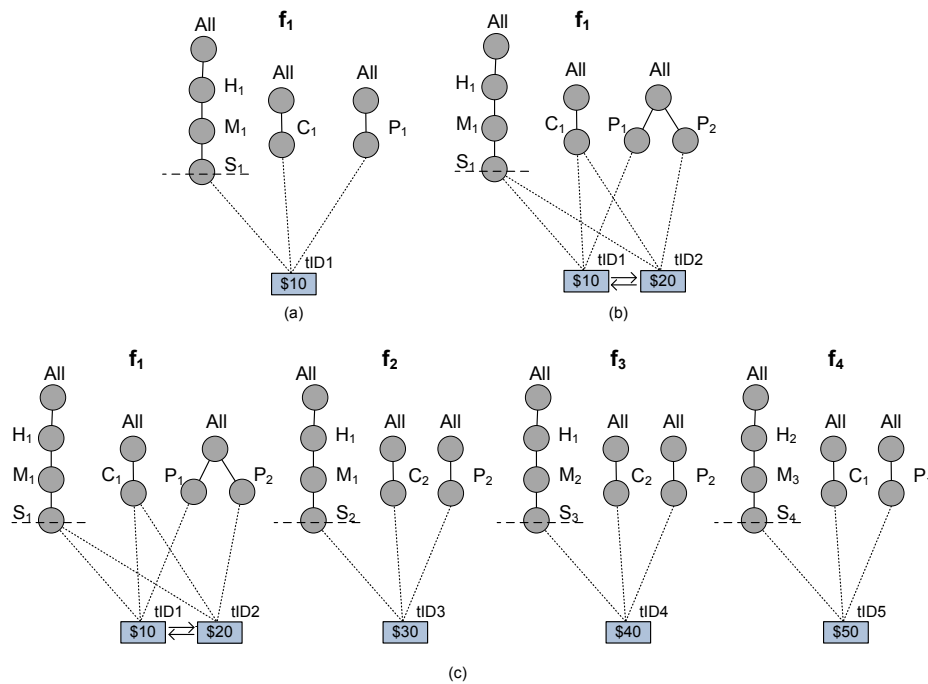 f1
All
H1
M1
S1
All
C1
All
P1
tID1
$10
(a)
f1
All
H1
M1
S1
All
C1
All
P1
P2
tID1
$10
tID2
$20
(b)
f1
All
H1
M1
S1
All
C1
All
P1
P2
tID1
$10
tID2
$20
f2
All
H1
M1
S2
All
C2
All
P2
tID3
$30
f3
All
H1
M2
S3
All
C2
All
P2
tID4
$40
f4
All
H2
M3
S4
All
C1
All
tID5
$50
(c)